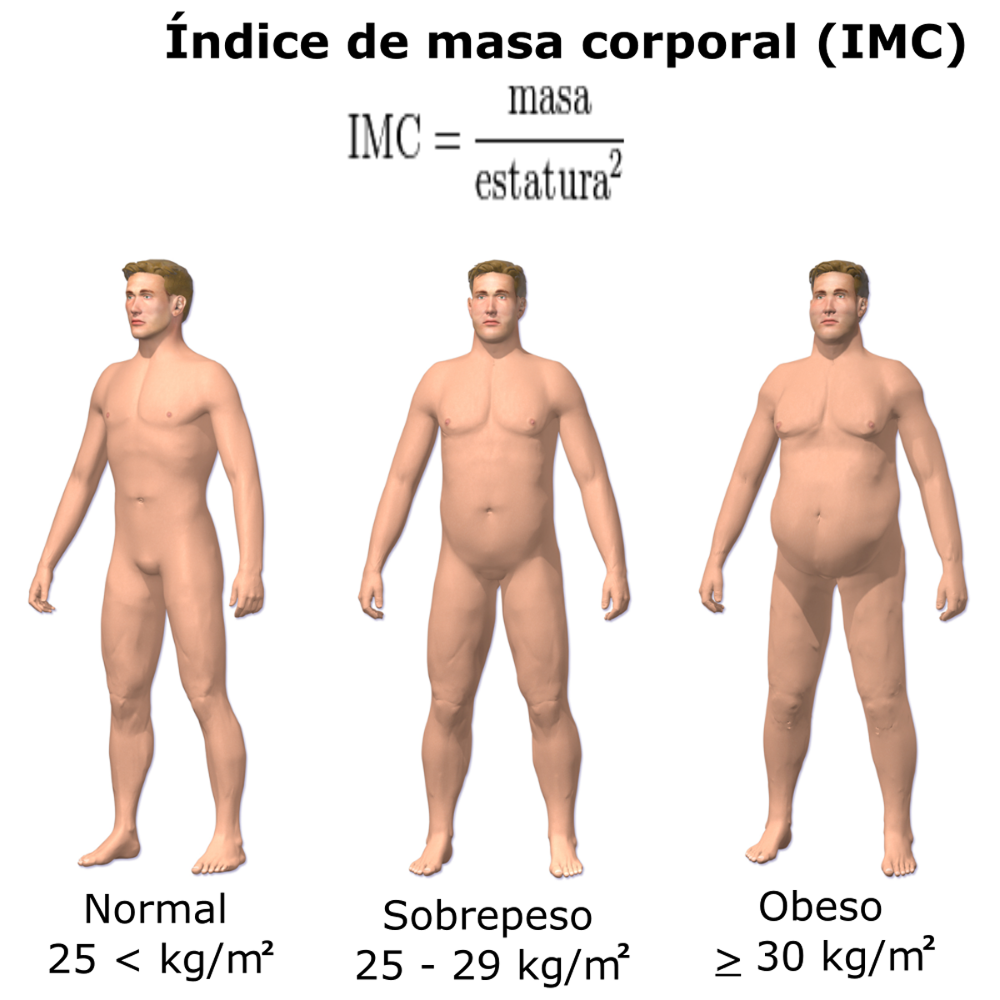 Índice de masa corporal (IMC)
IMC = masa / estatura²
Normal
25 < kg/m²
Sobrepeso
25 - 29 kg/m²
Obeso
≥ 30 kg/m²